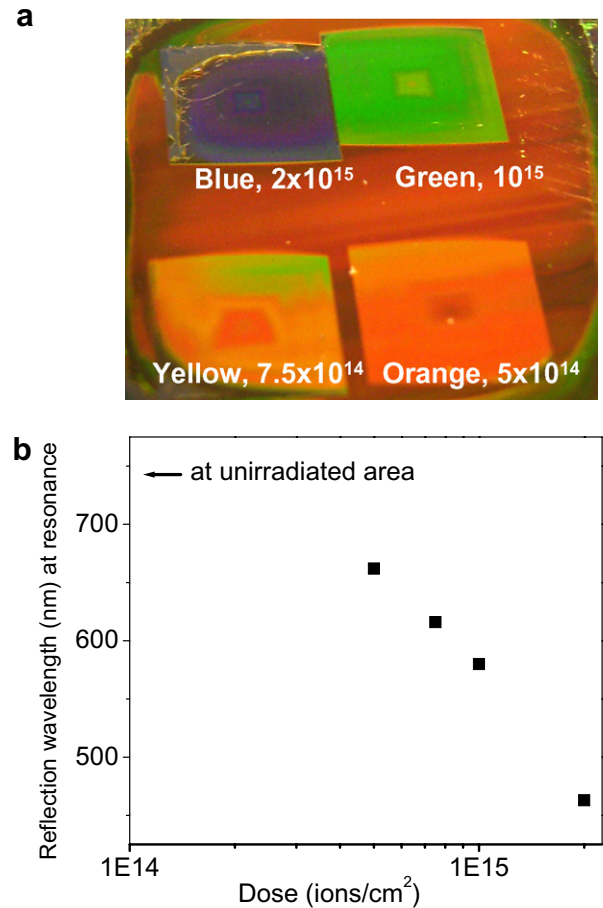 a
Blue, 2x10¹⁵
Green, 10¹⁵
Yellow, 7.5x10¹⁴
Orange, 5x10¹⁴
b
at unirradiated area
Reflection wavelength (nm) at resonance
700
600
500
1E14
1E15
Dose (ions/cm²)